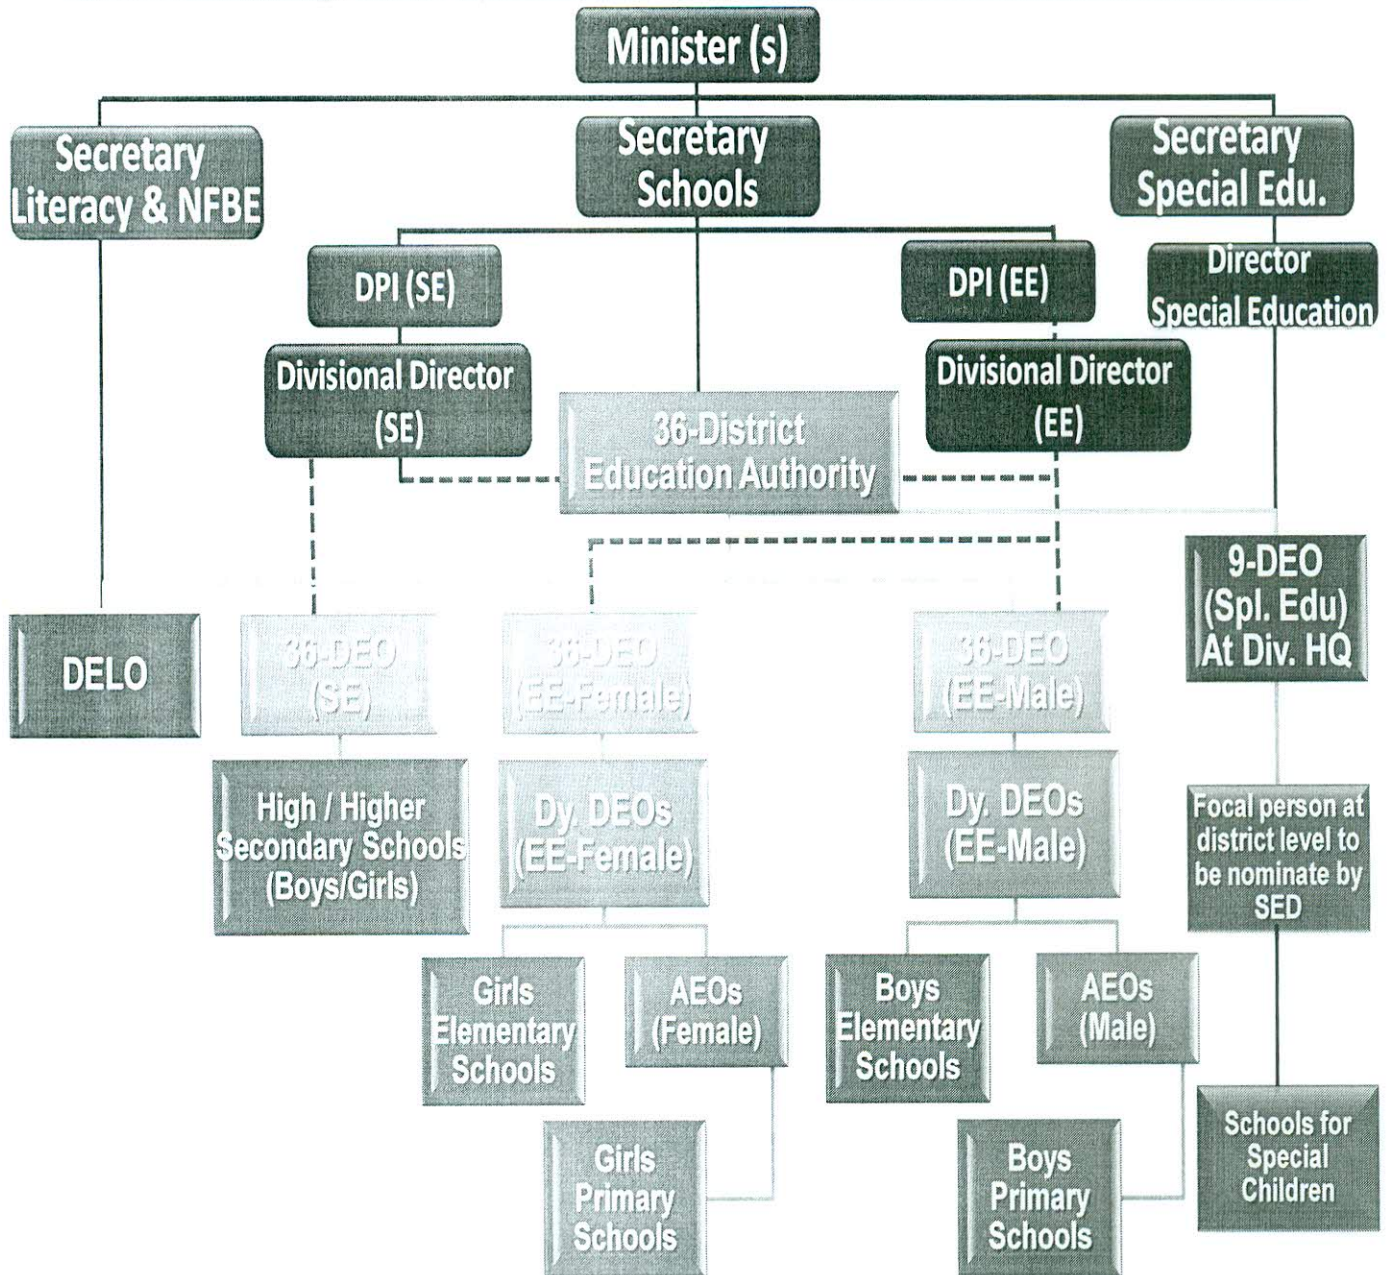 Minister (s)
Secretary
Literacy & NFBE
Secretary
Schools
Secretary
Special Edu.
DPI (SE)
DPI (EE)
Director
Special Education
Divisional Director
(SE)
36-District
Education Authority
Divisional Director
(EE)
DELO
36-DEO
(SE)
36-DEO
(EE-Female)
36-DEO
(EE-Male)
9-DEO
(Spl. Edu)
At Div. HQ
High / Higher
Secondary Schools
(Boys/Girls)
Dy. DEOs
(EE-Female)
Dy. DEOs
(EE-Male)
Focal person at
district level to
be nominate by
SED
Girls
Elementary
Schools
AEOs
(Female)
Boys
Elementary
Schools
AEOs
(Male)
Girls
Primary
Schools
Boys
Primary
Schools
Schools for
Special
Children